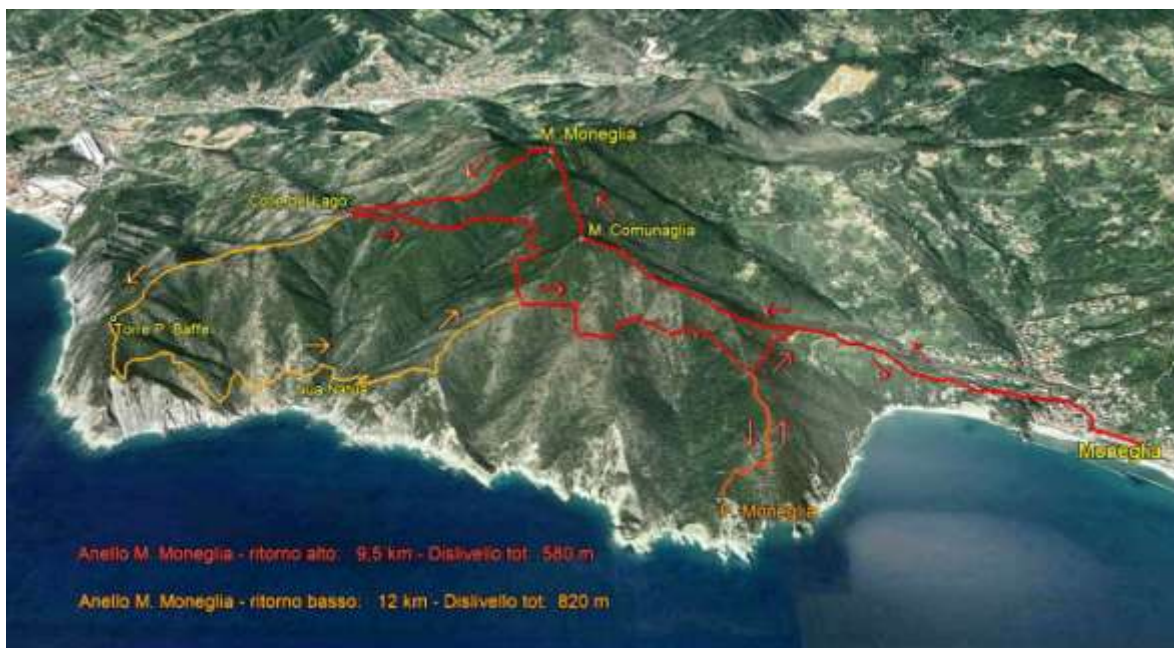 M. Moneglia
Colle del Lago
M. Comunaglia
Torre P. Baffe
Moneglia
P. Moneglia
Anello M. Moneglia - ritorno alto: 9,5 km - Dislivello tot: 580 m
Anello M. Moneglia - ritorno basso: 12 km - Dislivello tot: 820 m